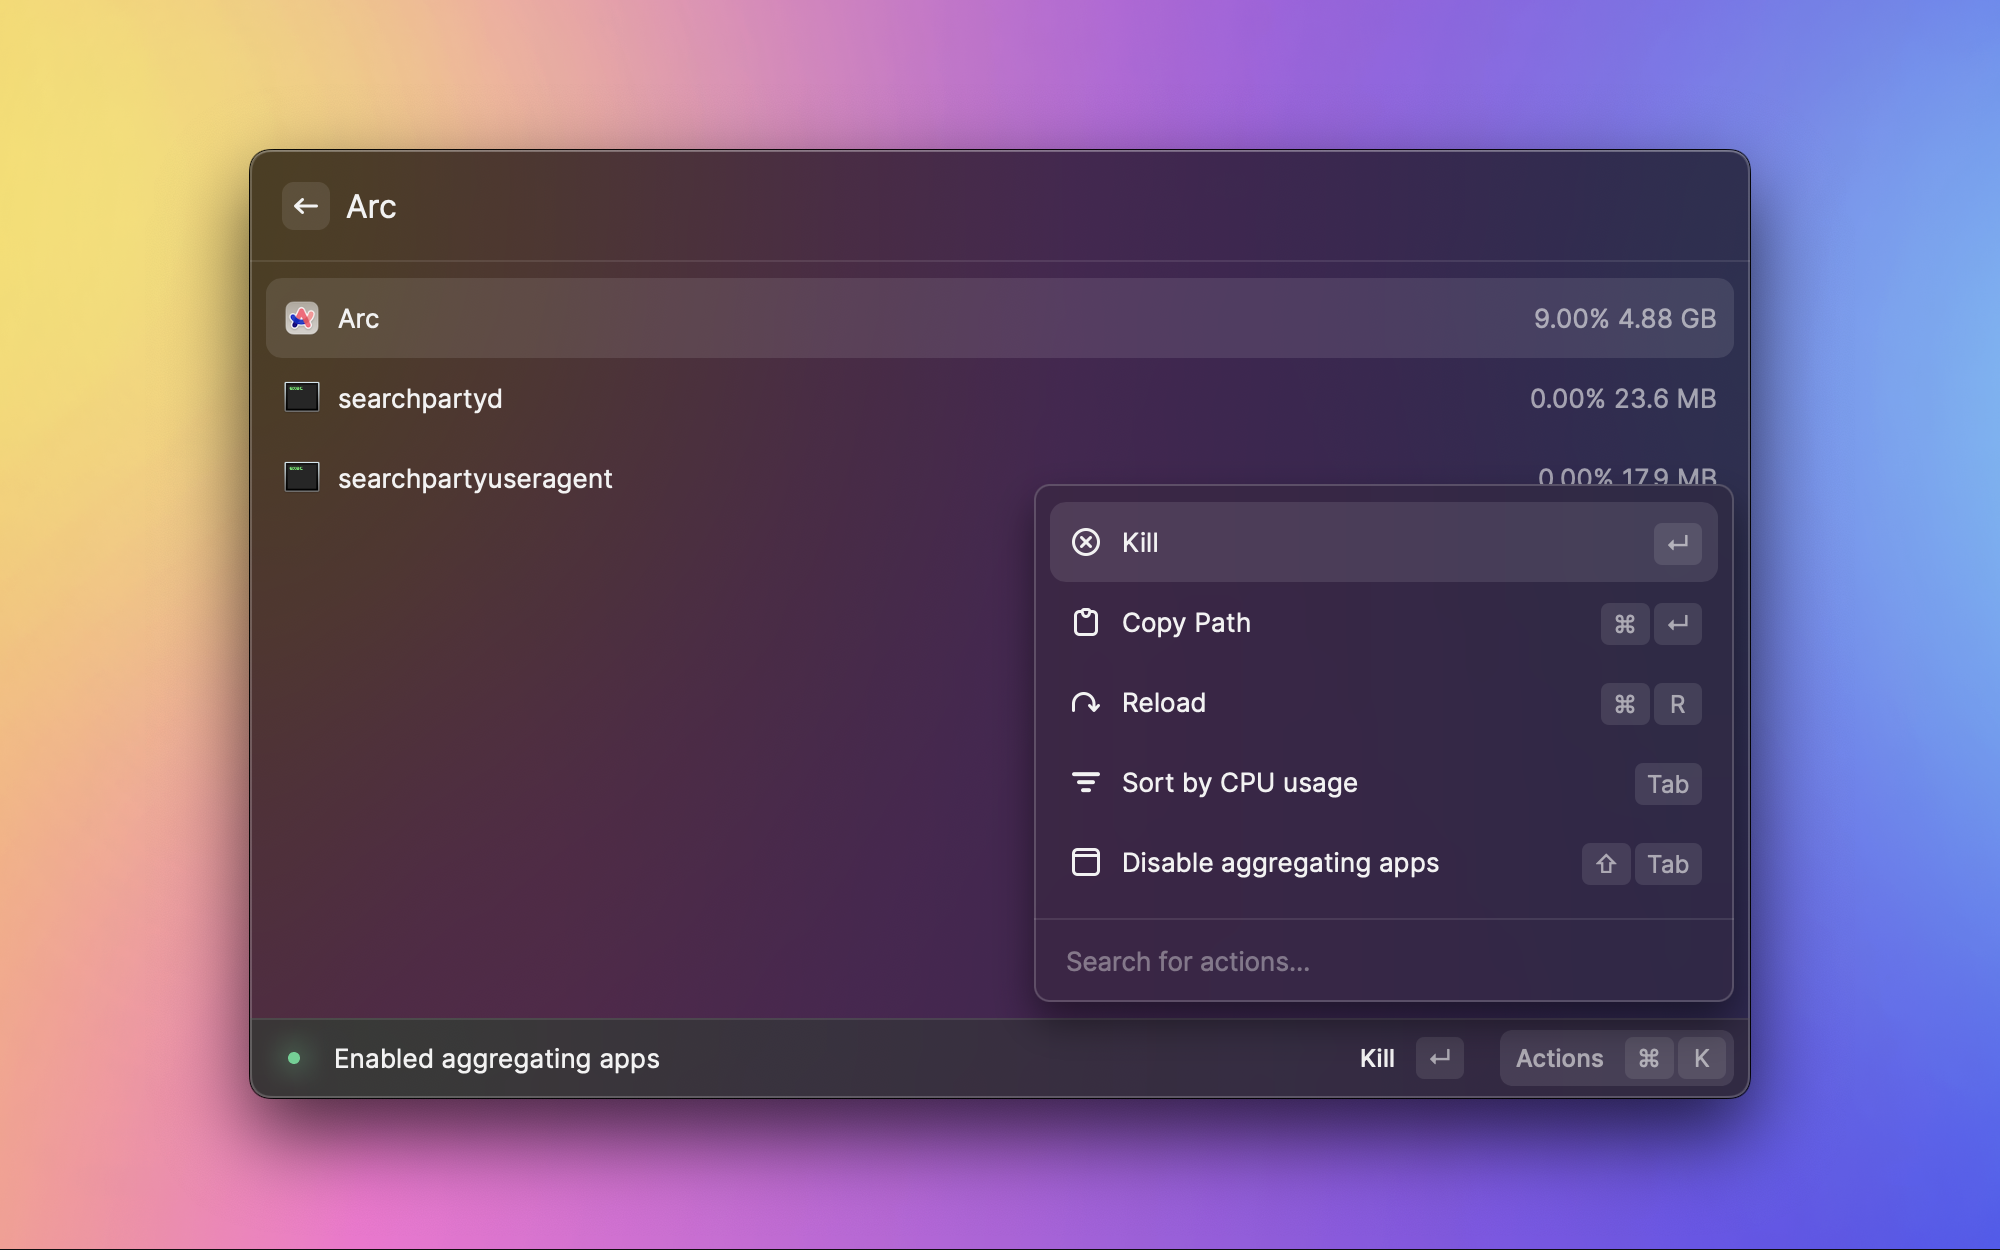 Arc
Arc 9.00% 4.88 GB
searchpartyd 0.00% 23.6 MB
searchpartyuseragent 0.00% 17.9 MB
Kill ↵
Copy Path ⌘ ↵
Reload ⌘ R
Sort by CPU usage Tab
Disable aggregating apps ⇧ Tab
Search for actions...
Enabled aggregating apps Kill ↵ Actions ⌘ K